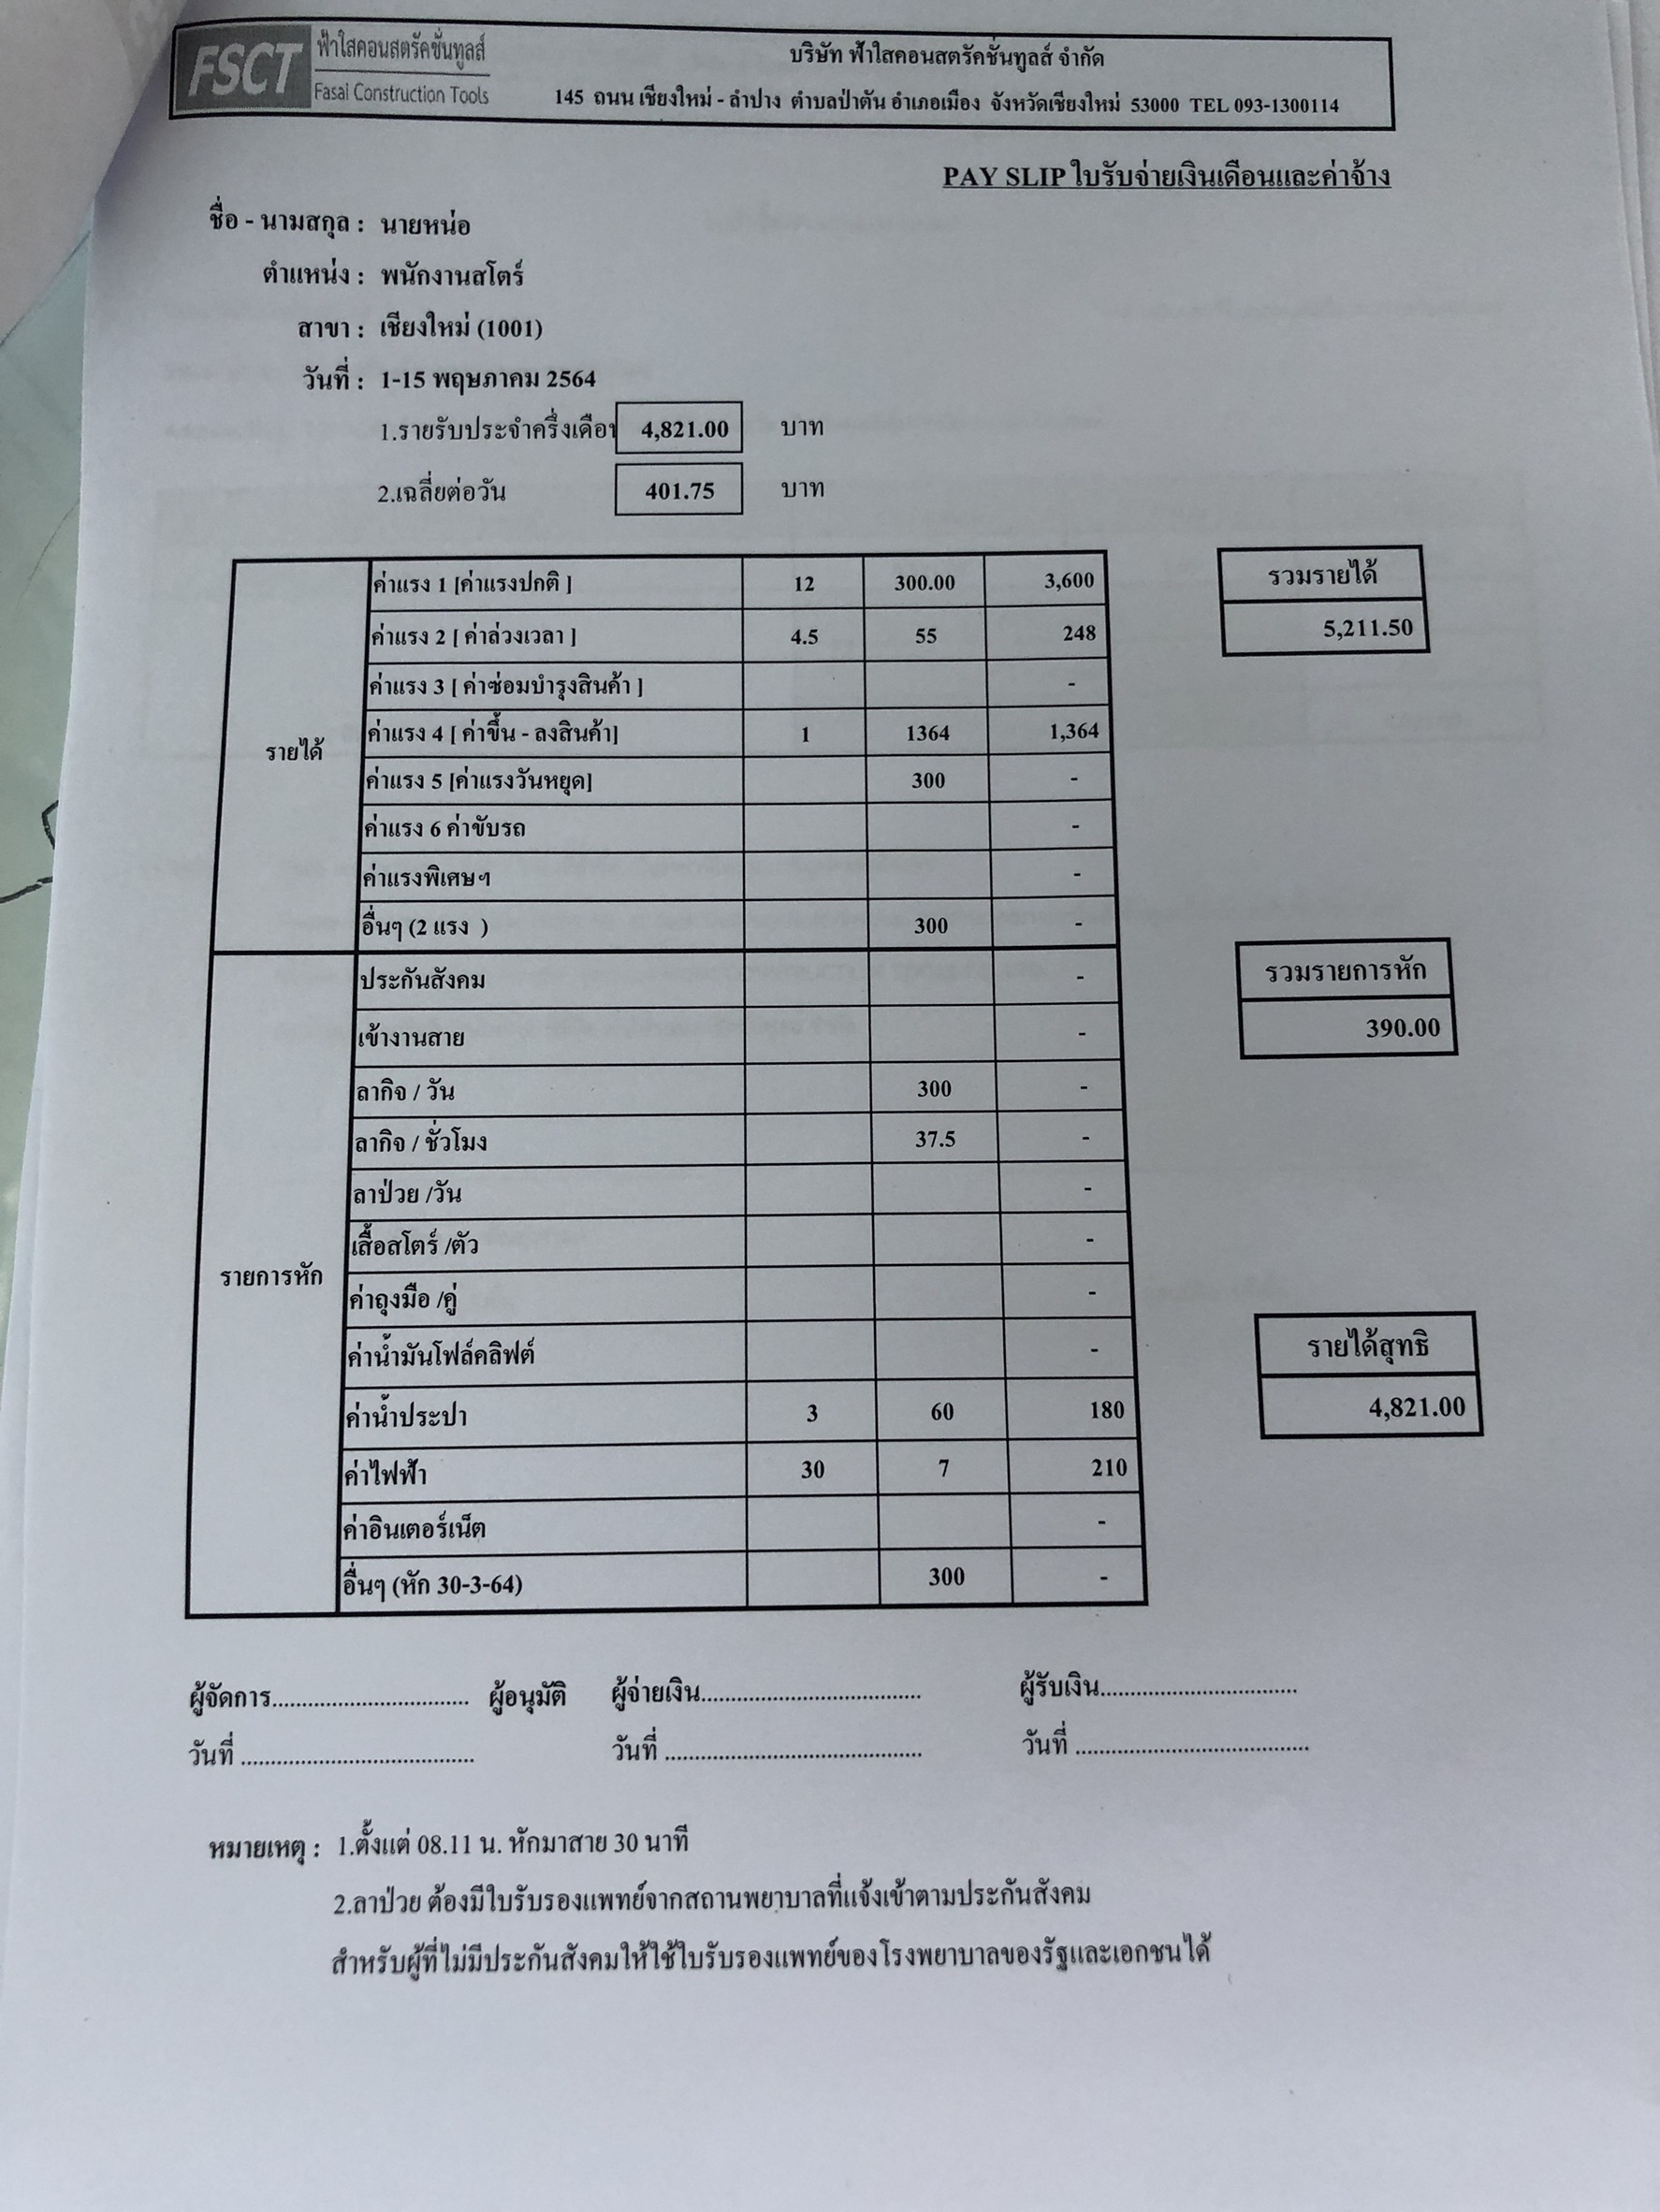 FSCT ฟ้าใสคอนสตรัคชั่นทูลส์
Fasai Construction Tools
บริษัท ฟ้าใสคอนสตรัคชั่นทูลส์ จำกัด
145 ถนน เชียงใหม่ - ลำปาง ตำบลป่าตัน อำเภอเมือง จังหวัดเชียงใหม่ 53000 TEL 093-1300114
PAY SLIP ใบรับจ่ายเงินเดือนและค่าจ้าง
ชื่อ - นามสกุล : นายหน่อ
ตำแหน่ง : พนักงานสโตร์
สาขา : เชียงใหม่ (1001)
วันที่ : 1-15 พฤษภาคม 2564
1.รายรับประจำครึ่งเดือน 4,821.00 บาท
2.เฉลี่ยต่อวัน 401.75 บาท
รายได้
ค่าแรง 1 [ค่าแรงปกติ ] 12 300.00 3,600
ค่าแรง 2 [ ค่าล่วงเวลา ] 4.5 55 248
ค่าแรง 3 [ ค่าซ่อมบำรุงสินค้า ] -
ค่าแรง 4 [ ค่าขึ้น - ลงสินค้า] 1 1364 1,364
ค่าแรง 5 [ค่าแรงวันหยุด] 300 -
ค่าแรง 6 ค่าขับรถ -
ค่าแรงพิเศษฯ -
อื่นๆ (2 แรง ) 300 -
รวมรายได้
5,211.50
รายการหัก
ประกันสังคม -
เข้างานสาย -
ลากิจ / วัน 300 -
ลากิจ / ชั่วโมง 37.5 -
ลาป่วย /วัน -
เสื้อสโตร์ /ตัว -
ค่าถุงมือ /คู่ -
ค่าน้ำมันโฟล์คลิฟต์ -
ค่าน้ำประปา 3 60 180
ค่าไฟฟ้า 30 7 210
ค่าอินเตอร์เน็ต -
อื่นๆ (หัก 30-3-64) 300 -
รวมรายการหัก
390.00
รายได้สุทธิ
4,821.00
ผู้จัดการ................................. ผู้อนุมัติ ผู้จ่ายเงิน..................................... ผู้รับเงิน.................................
วันที่ ....................................... วันที่ ........................................... วันที่ .......................................
หมายเหตุ : 1.ตั้งแต่ 08.11 น. หักมาสาย 30 นาที
2.ลาป่วย ต้องมีใบรับรองแพทย์จากสถานพยาบาลที่แจ้งเข้าตามประกันสังคม
สำหรับผู้ที่ไม่มีประกันสังคมให้ใช้ใบรับรองแพทย์ของโรงพยาบาลของรัฐและเอกชนได้